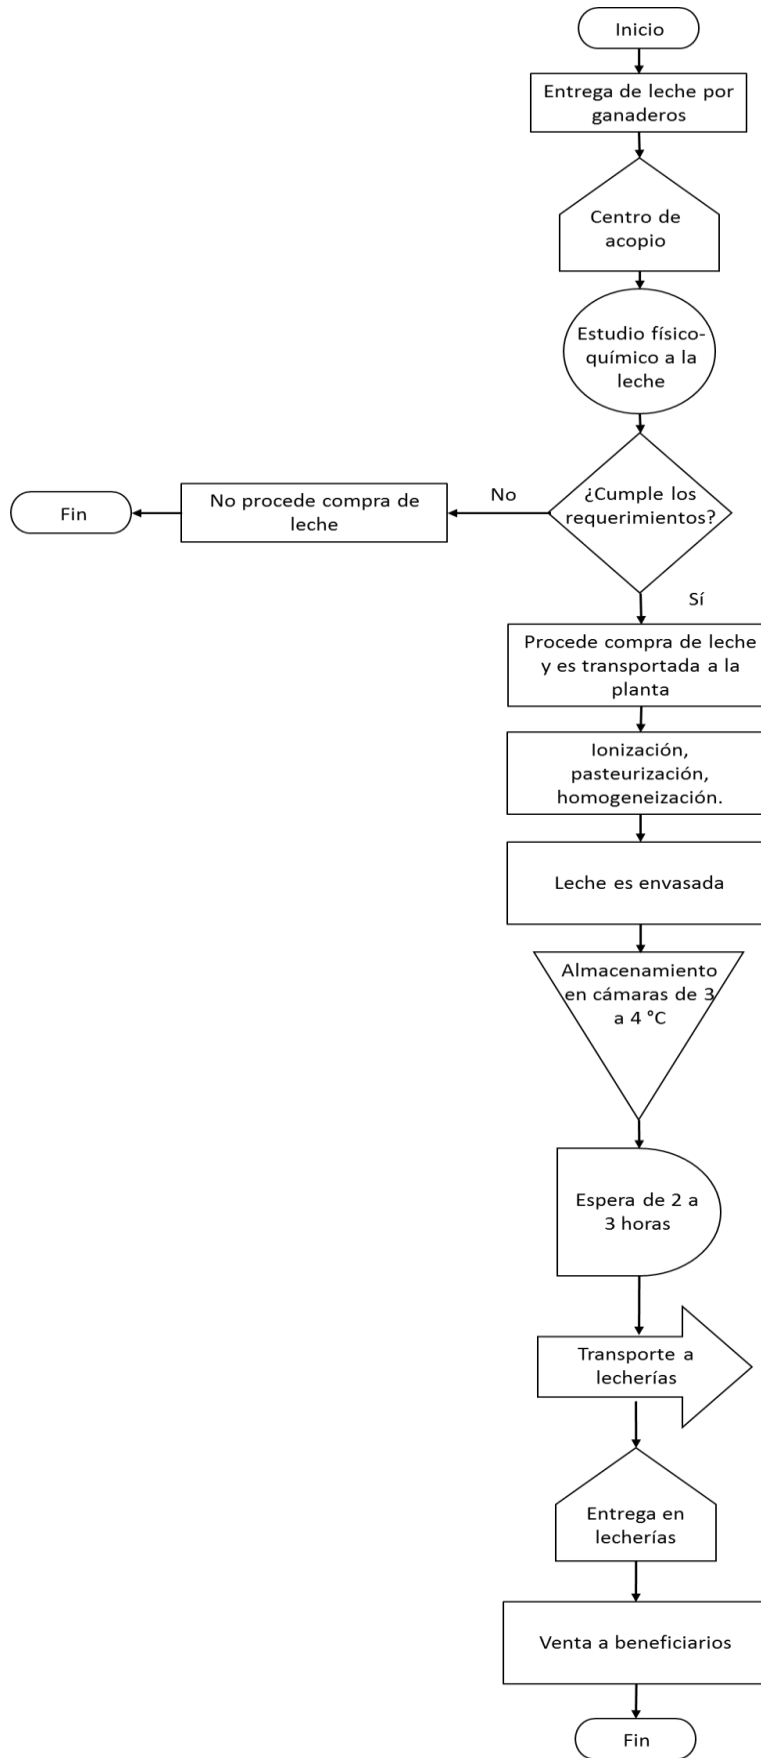 Inicio
Entrega de leche por
ganaderos
Centro de
acopio
Estudio físico-
químico a la
leche
¿Cumple los
requerimientos?
No
No procede compra de
leche
Fin
Sí
Procede compra de leche
y es transportada a la
planta
Ionización,
pasteurización,
homogeneización.
Leche es envasada
Almacenamiento
en cámaras de 3
a 4 °C
Espera de 2 a
3 horas
Transporte a
lecherías
Entrega en
lecherías
Venta a beneficiarios
Fin